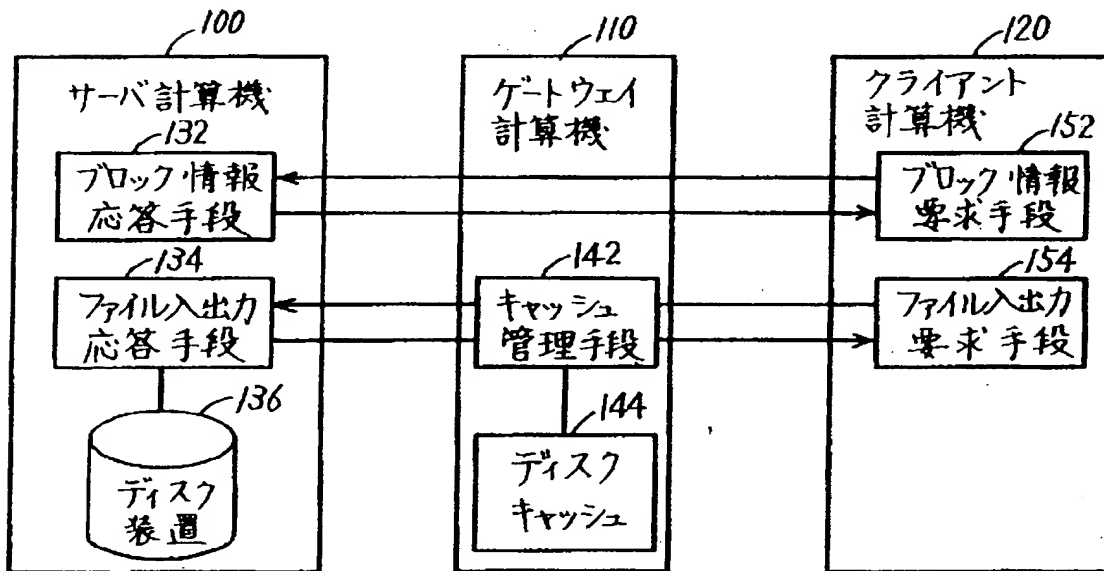 100
サーバ計算機
132
ブロック情報
応答手段
134
ファイル入出力
応答手段
136
ディスク
装置
110
ゲートウェイ
計算機
142
キャッシュ
管理手段
144
ディスク
キャッシュ
120
クライアント
計算機
152
ブロック情報
要求手段
154
ファイル入出力
要求手段